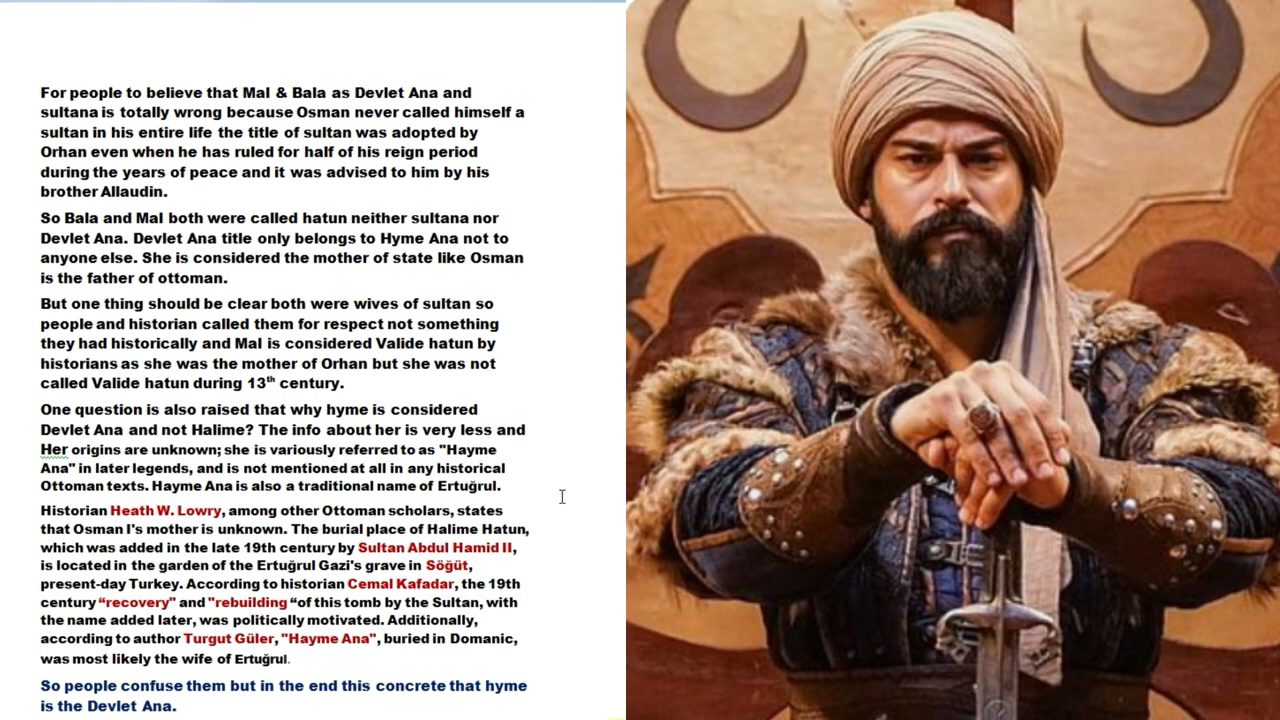 For people to believe that Mal & Bala as Devlet Ana and
sultana is totally wrong because Osman never called himself a
sultan in his entire life the title of sultan was adopted by
Orhan even when he has ruled for half of his reign period
during the years of peace and it was advised to him by his
brother Allaudin.
So Bala and Mal both were called hatun neither sultana nor
Devlet Ana. Devlet Ana title only belongs to Hyme Ana not to
anyone else. She is considered the mother of state like Osman
is the father of ottoman.
But one thing should be clear both were wives of sultan so
people and historian called them for respect not something
they had historically and Mal is considered Valide hatun by
historians as she was the mother of Orhan but she was not
called Valide hatun during 13th century.
One question is also raised that why hyme is considered
Devlet Ana and not Halime? The info about her is very less and
Her origins are unknown; she is variously referred to as "Hayme
Ana" in later legends, and is not mentioned at all in any historical
Ottoman texts. Hayme Ana is also a traditional name of Ertuğrul.
Historian Heath W. Lowry, among other Ottoman scholars, states
that Osman I's mother is unknown. The burial place of Halime Hatun,
which was added in the late 19th century by Sultan Abdul Hamid II,
is located in the garden of the Ertuğrul Gazi's grave in Söğüt,
present-day Turkey. According to historian Cemal Kafadar, the 19th
century “recovery" and "rebuilding “of this tomb by the Sultan, with
the name added later, was politically motivated. Additionally,
according to author Turgut Güler, "Hayme Ana", buried in Domanic,
was most likely the wife of Ertuğrul.
So people confuse them but in the end this concrete that hyme
is the Devlet Ana.